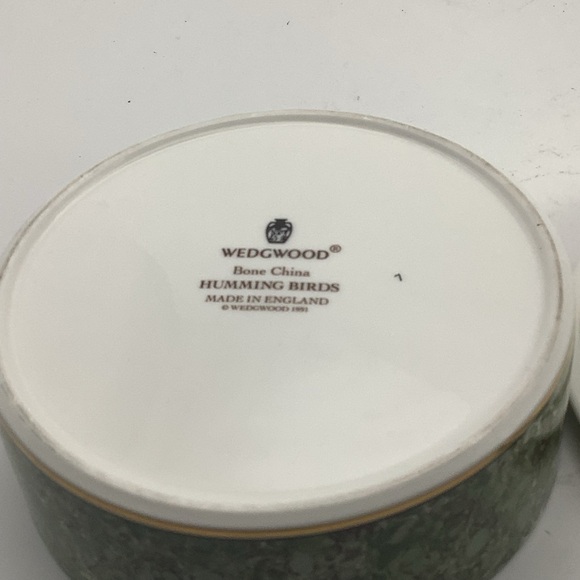 WEDGWOOD®
Bone China
HUMMING BIRDS
MADE IN ENGLAND
© WEDGWOOD 1991